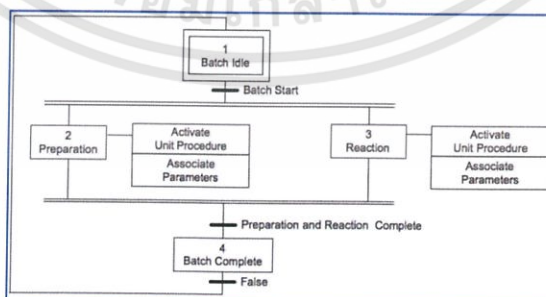 1
Batch Idle
Batch Start
2
Preparation
Activate
Unit Procedure
Associate
Parameters
3
Reaction
Activate
Unit Procedure
Associate
Parameters
Preparation and Reaction Complete
4
Batch Complete
False